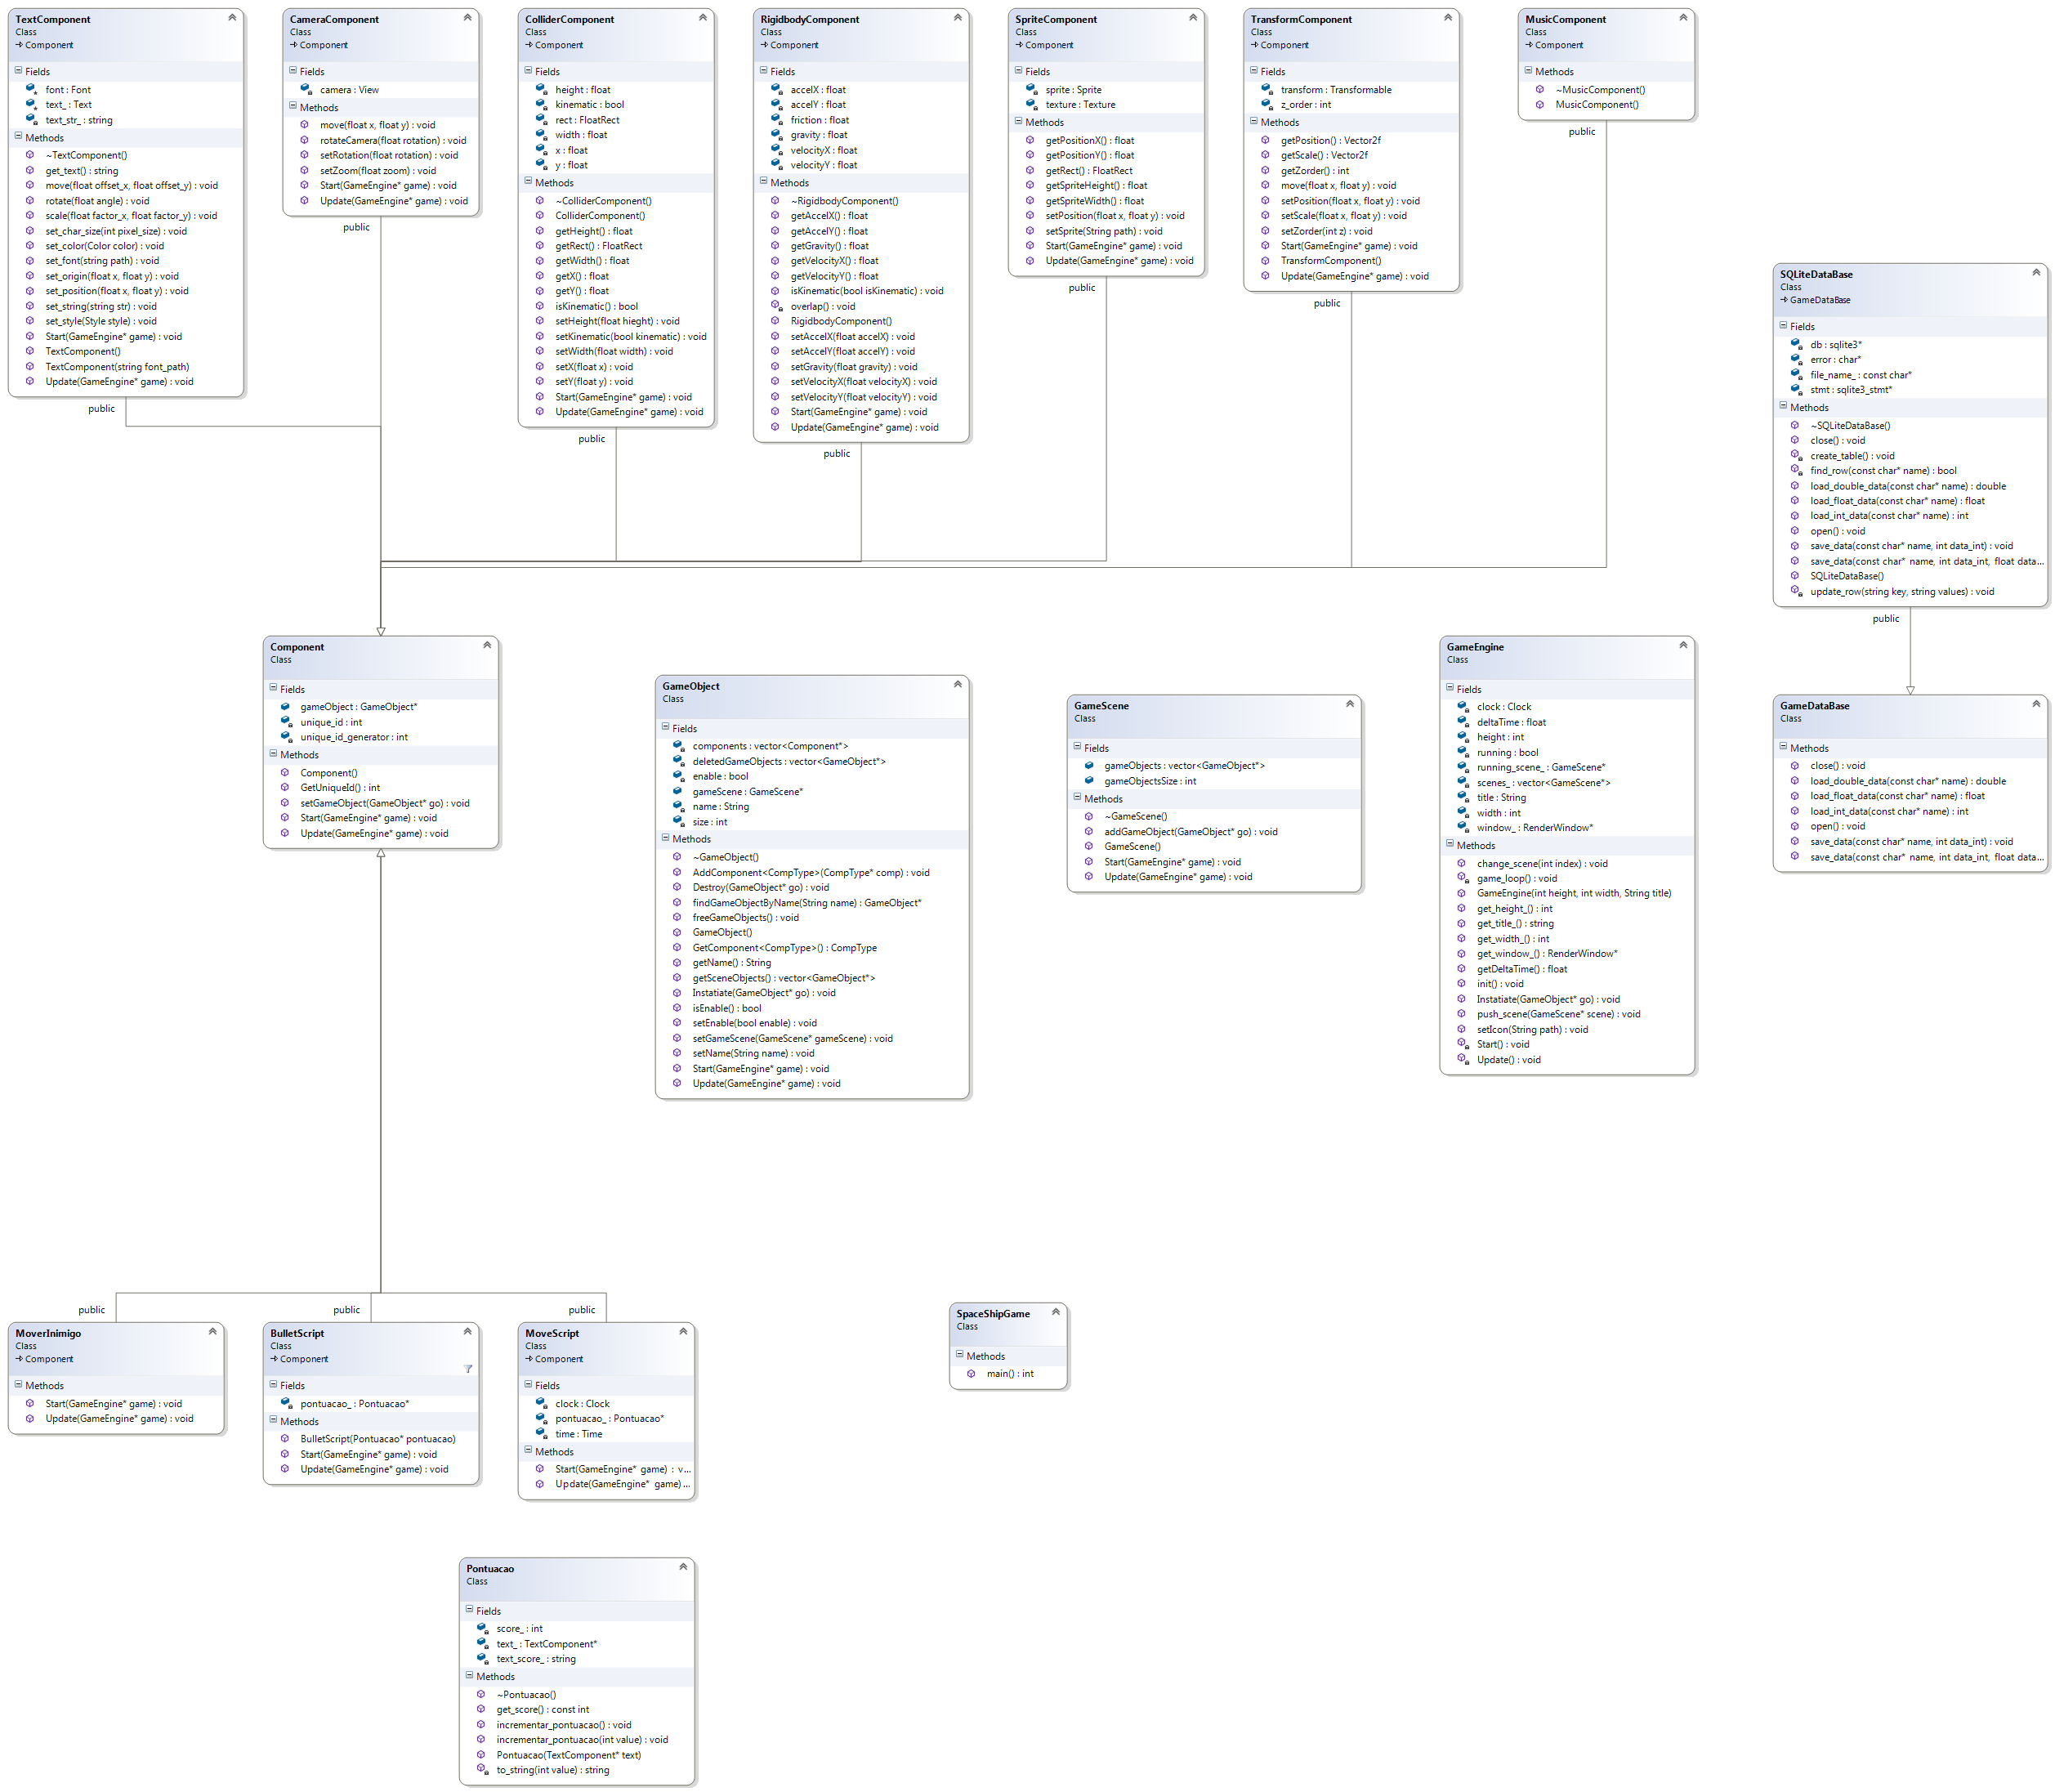 TextComponent
Class
Component
Fields
font : Font
text_ : Text
text_str_ : string
Methods
~TextComponent()
get_text() : string
move(float offset_x, float offset_y) : void
rotate(float angle) : void
scale(float factor_x, float factor_y) : void
set_char_size(int pixel_size) : void
set_color(Color color) : void
set_font(string path) : void
set_origin(float x, float y) : void
set_position(float x, float y) : void
set_string(string str) : void
set_style(Style style) : void
Start(GameEngine* game) : void
TextComponent()
TextComponent(string font_path)
Update(GameEngine* game) : void
public
CameraComponent
Class
Component
Fields
camera : View
Methods
move(float x, float y) : void
rotateCamera(float rotation) : void
setRotation(float rotation) : void
setZoom(float zoom) : void
Start(GameEngine* game) : void
Update(GameEngine* game) : void
public
ColliderComponent
Class
Component
Fields
height : float
kinematic : bool
rect : FloatRect
width : float
x : float
y : float
Methods
~ColliderComponent()
ColliderComponent()
getHeight() : float
getRect() : FloatRect
getWidth() : float
getX() : float
getY() : float
isKinematic() : bool
setHeight(float hieght) : void
setKinematic(bool kinematic) : void
setWidth(float width) : void
setX(float x) : void
setY(float y) : void
Start(GameEngine* game) : void
Update(GameEngine* game) : void
public
RigidbodyComponent
Class
Component
Fields
accelX : float
accelY : float
friction : float
gravity : float
velocityX : float
velocityY : float
Methods
~RigidbodyComponent()
getAccelX() : float
getAccelY() : float
getGravity() : float
getVelocityX() : float
getVelocityY() : float
isKinematic(bool isKinematic) : void
overlap() : void
RigidbodyComponent()
setAccelX(float accelX) : void
setAccelY(float accelY) : void
setGravity(float gravity) : void
setVelocityX(float velocityX) : void
setVelocityY(float velocityY) : void
Start(GameEngine* game) : void
Update(GameEngine* game) : void
public
SpriteComponent
Class
Component
Fields
sprite : Sprite
texture : Texture
Methods
getPositionX() : float
getPositionY() : float
getRect() : FloatRect
getSpriteHeight() : float
getSpriteWidth() : float
setPosition(float x, float y) : void
setSprite(String path) : void
Start(GameEngine* game) : void
Update(GameEngine* game) : void
public
TransformComponent
Class
Component
Fields
transform : Transformable
z_order : int
Methods
getPosition() : Vector2f
getScale() : Vector2f
getZorder() : int
move(float x, float y) : void
setPosition(float x, float y) : void
setScale(float x, float y) : void
setZorder(int z) : void
Start(GameEngine* game) : void
TransformComponent()
Update(GameEngine* game) : void
public
MusicComponent
Class
Component
Methods
~MusicComponent()
MusicComponent()
public
SQLiteDataBase
Class
GameDataBase
Fields
db : sqlite3*
error : char*
file_name_ : const char*
stmt : sqlite3_stmt*
Methods
~SQLiteDataBase()
close() : void
create_table() : void
find_row(const char* name) : bool
load_double_data(const char* name) : double
load_float_data(const char* name) : float
load_int_data(const char* name) : int
open() : void
save_data(const char* name, int data_int) : void
save_data(const char* name, int data_int, float data...
SQLiteDataBase()
update_row(string key, string values) : void
public
Component
Class
Fields
gameObject : GameObject*
unique_id : int
unique_id_generator : int
Methods
Component()
GetUniqueId() : int
setGameObject(GameObject* go) : void
Start(GameEngine* game) : void
Update(GameEngine* game) : void
GameObject
Class
Fields
components : vector<Component*>
deletedGameObjects : vector<GameObject*>
enable : bool
gameScene : GameScene*
name : String
size : int
Methods
~GameObject()
AddComponent<CompType>(CompType* comp) : void
Destroy(GameObject* go) : void
findGameObjectByName(String name) : GameObject*
freeGameObjects() : void
GameObject()
GetComponent<CompType>() : CompType
getName() : String
getSceneObjects() : vector<GameObject*>
Instatiate(GameObject* go) : void
isEnable() : bool
setEnable(bool enable) : void
setGameScene(GameScene* gameScene) : void
setName(String name) : void
Start(GameEngine* game) : void
Update(GameEngine* game) : void
GameScene
Class
Fields
gameObjects : vector<GameObject*>
gameObjectsSize : int
Methods
~GameScene()
addGameObject(GameObject* go) : void
GameScene()
Start(GameEngine* game) : void
Update(GameEngine* game) : void
GameEngine
Class
Fields
clock : Clock
deltaTime : float
height : int
running : bool
running_scene_ : GameScene*
scenes_ : vector<GameScene*>
title : String
width : int
window_ : RenderWindow*
Methods
change_scene(int index) : void
game_loop() : void
GameEngine(int height, int width, String title)
get_height_() : int
get_title_() : string
get_width_() : int
get_window_() : RenderWindow*
getDeltaTime() : float
init() : void
Instatiate(GameObject* go) : void
push_scene(GameScene* scene) : void
setIcon(String path) : void
Start() : void
Update() : void
GameDataBase
Class
Methods
close() : void
load_double_data(const char* name) : double
load_float_data(const char* name) : float
load_int_data(const char* name) : int
open() : void
save_data(const char* name, int data_int) : void
save_data(const char* name, int data_int, float data...
public
MoverInimigo
Class
Component
Methods
Start(GameEngine* game) : void
Update(GameEngine* game) : void
public
BulletScript
Class
Component
Fields
pontuacao_ : Pontuacao*
Methods
BulletScript(Pontuacao* pontuacao)
Start(GameEngine* game) : void
Update(GameEngine* game) : void
public
MoveScript
Class
Component
Fields
clock : Clock
pontuacao_ : Pontuacao*
time : Time
Methods
Start(GameEngine* game) : v...
Update(GameEngine* game) ...
SpaceShipGame
Class
Methods
main() : int
Pontuacao
Class
Fields
score_ : int
text_ : TextComponent*
text_score_ : string
Methods
~Pontuacao()
get_score() : const int
incrementar_pontuacao() : void
incrementar_pontuacao(int value) : void
Pontuacao(TextComponent* text)
to_string(int value) : string